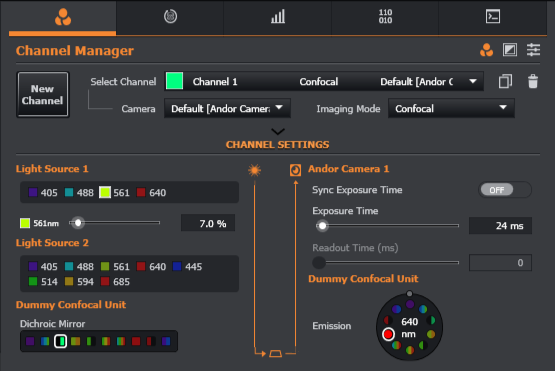 110
010
Channel Manager
New
Channel
Select Channel Channel 1 Confocal Default [Andor C
Camera Default [Andor Camera Imaging Mode Confocal
CHANNEL SETTINGS
Light Source 1
405 488 561 640
561nm 7.0 %
Light Source 2
405 488 561 640 445
514 594 685
Dummy Confocal Unit
Dichroic Mirror
Andor Camera 1
Sync Exposure Time OFF
Exposure Time
24 ms
Readout Time (ms)
0
Dummy Confocal Unit
Emission
640
nm